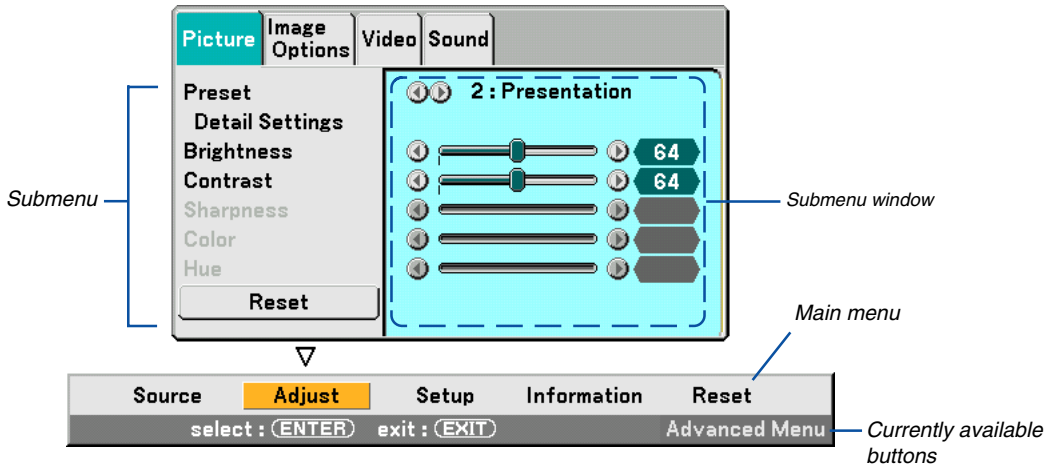 Picture
Image
Options
Video
Sound
Preset
Detail Settings
Brightness
Contrast
Sharpness
Color
Hue
Reset
2 : Presentation
64
64
Submenu
Submenu window
Main menu
Source Adjust Setup Information Reset
select : (ENTER) exit : (EXIT) Advanced Menu
Currently available
buttons